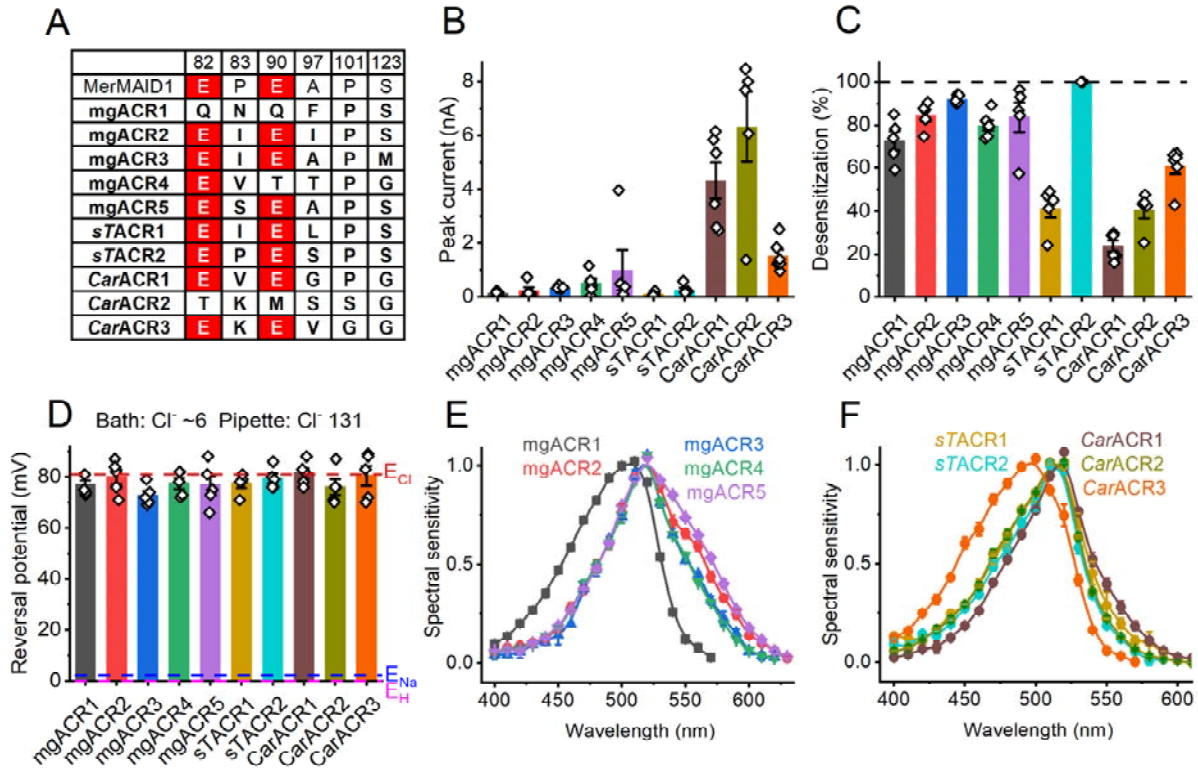 A
82 83 90 97 101 123
MerMAID1 E P E A P S
mgACR1 Q N Q F P S
mgACR2 E I E I P S
mgACR3 E I E A P M
mgACR4 E V T T P G
mgACR5 E S E A P S
sTACR1 E I E L P S
sTACR2 E P E S P S
CarACR1 E V E G P G
CarACR2 T K M S S G
CarACR3 E K E V G G
B
Peak current (nA)
8
6
4
2
0
mgACR1
mgACR2
mgACR3
mgACR4
mgACR5
sTACR1
sTACR2
CarACR1
CarACR2
CarACR3
C
Desensitization (%)
100
80
60
40
20
0
mgACR1
mgACR2
mgACR3
mgACR4
mgACR5
sTACR1
sTACR2
CarACR1
CarACR2
CarACR3
D
Bath: Cl⁻ ~6 Pipette: Cl⁻ 131
Reversal potential (mV)
80
60
40
20
0
E_Cl
E_Na
E_H
mgACR1
mgACR2
mgACR3
mgACR4
mgACR5
sTACR1
sTACR2
CarACR1
CarACR2
CarACR3
E
mgACR1 mgACR3
mgACR2 mgACR4
mgACR5
Spectral sensitivity
1.0
0.5
0.0
400 450 500 550 600
Wavelength (nm)
F
sTACR1 CarACR1
sTACR2 CarACR2
CarACR3
Spectral sensitivity
1.0
0.5
0.0
400 450 500 550 600
Wavelength (nm)